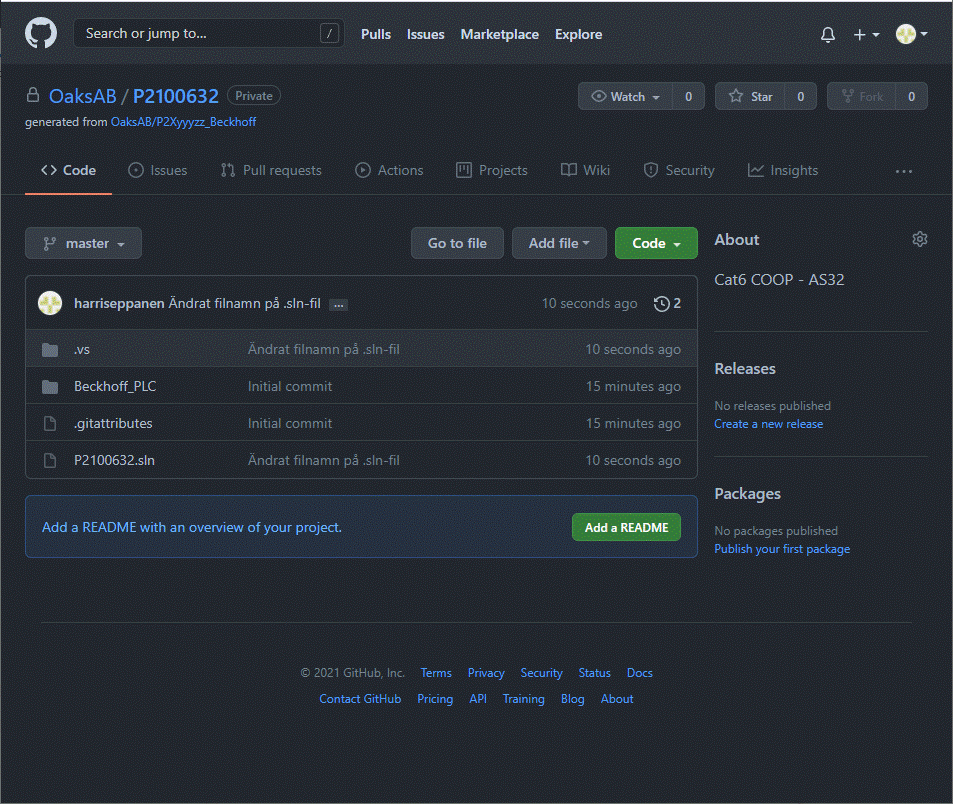 Search or jump to... / Pulls Issues Marketplace Explore
OaksAB / P2100632 Private Watch 0 Star 0 Fork 0
generated from OaksAB/P2Xyyyzz_Beckhoff
Code Issues Pull requests Actions Projects Wiki Security Insights ...
master Go to file Add file Code
About
Cat6 COOP - AS32
harriseppanen Ändrat filnamn på .sln-fil ... 10 seconds ago 2
.vs Ändrat filnamn på .sln-fil 10 seconds ago
Beckhoff_PLC Initial commit 15 minutes ago
.gitattributes Initial commit 15 minutes ago
P2100632.sln Ändrat filnamn på .sln-fil 10 seconds ago
Add a README with an overview of your project. Add a README
Releases
No releases published
Create a new release
Packages
No packages published
Publish your first package
© 2021 GitHub, Inc. Terms Privacy Security Status Docs
Contact GitHub Pricing API Training Blog About